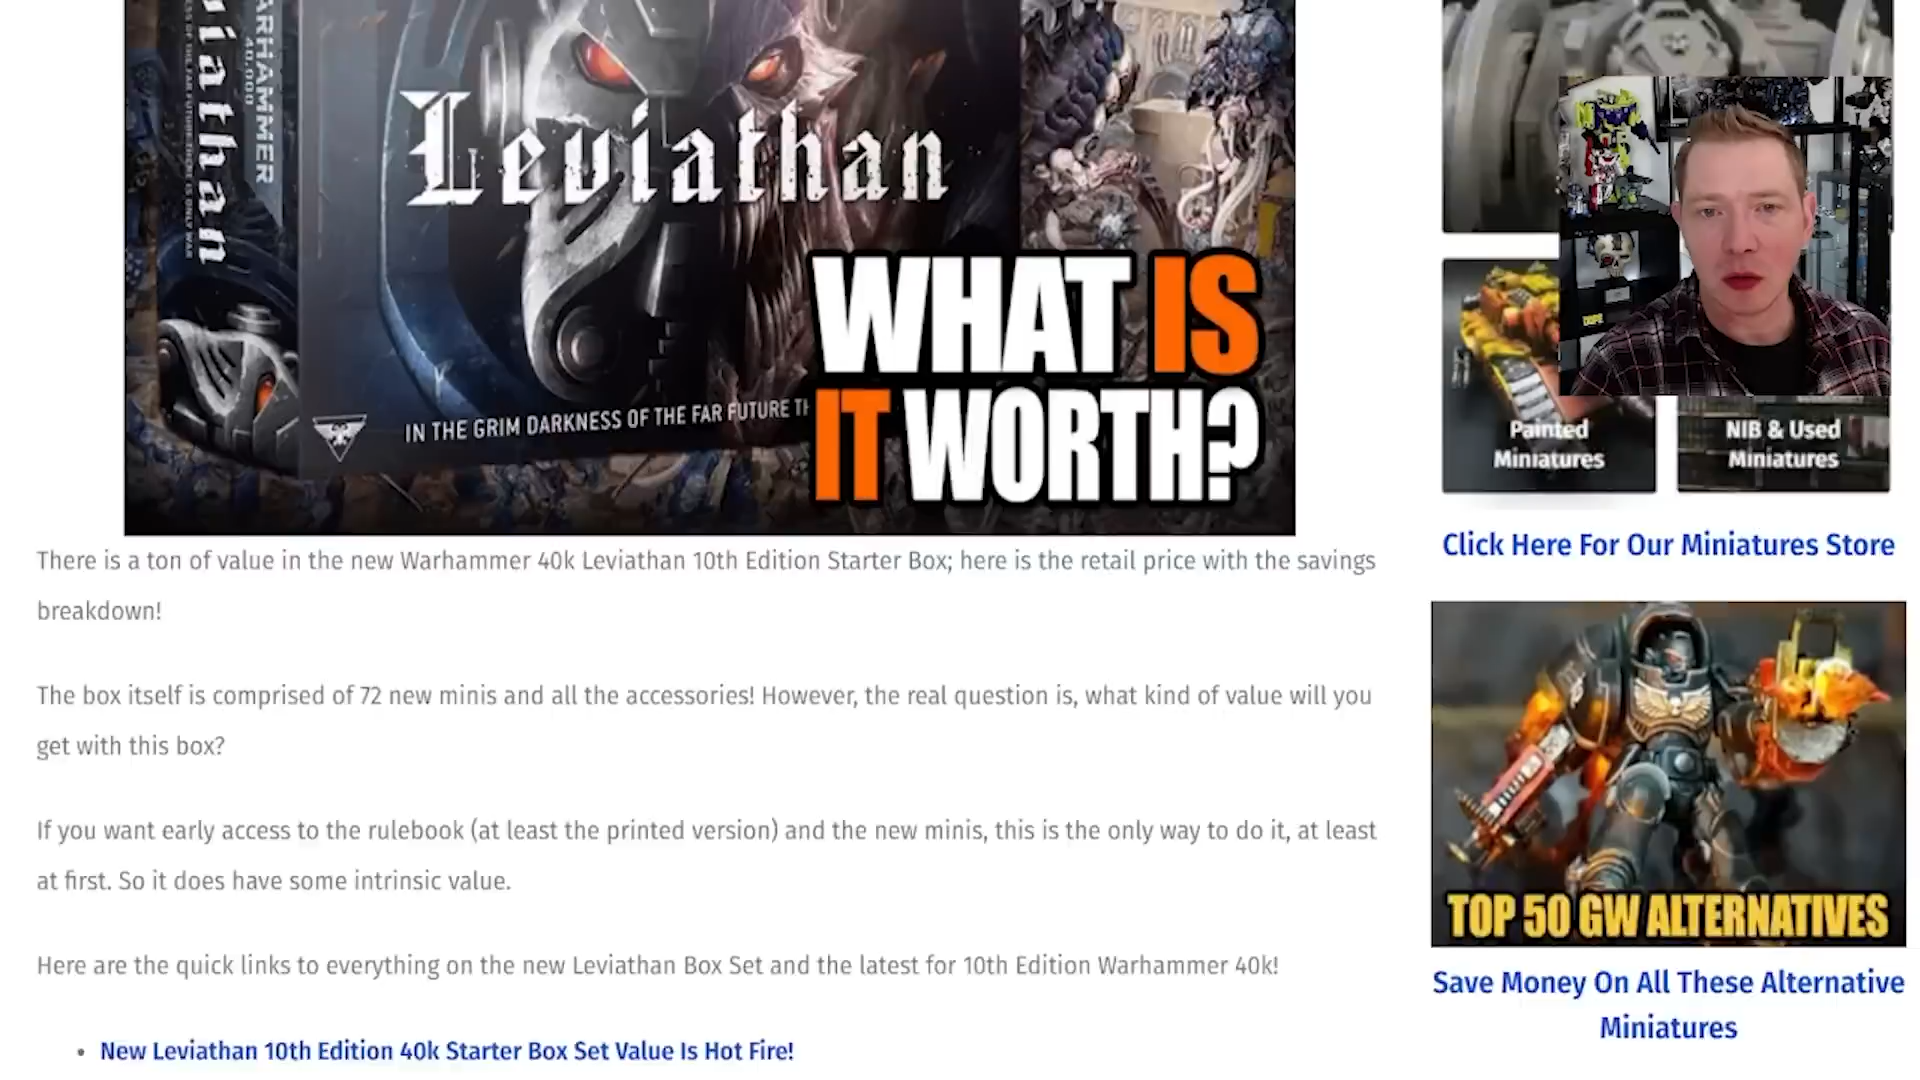 Leviathan
WARHAMMER
40,000
Leviathan
IN THE GRIM DARKNESS OF THE FAR FUTURE
WHAT IS
IT WORTH?
There is a ton of value in the new Warhammer 40k Leviathan 10th Edition Starter Box; here is the retail price with the savings
breakdown!
The box itself is comprised of 72 new minis and all the accessories! However, the real question is, what kind of value will you
get with this box?
If you want early access to the rulebook (at least the printed version) and the new minis, this is the only way to do it, at least
at first. So it does have some intrinsic value.
Here are the quick links to everything on the new Leviathan Box Set and the latest for 10th Edition Warhammer 40k!
• New Leviathan 10th Edition 40k Starter Box Set Value Is Hot Fire!
Painted
Miniatures
NIB & Used
Miniatures
Click Here For Our Miniatures Store
TOP 50 GW ALTERNATIVES
Save Money On All These Alternative
Miniatures